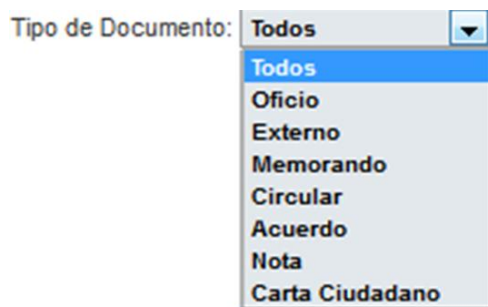 Tipo de Documento: Todos
Todos
Oficio
Externo
Memorando
Circular
Acuerdo
Nota
Carta Ciudadano